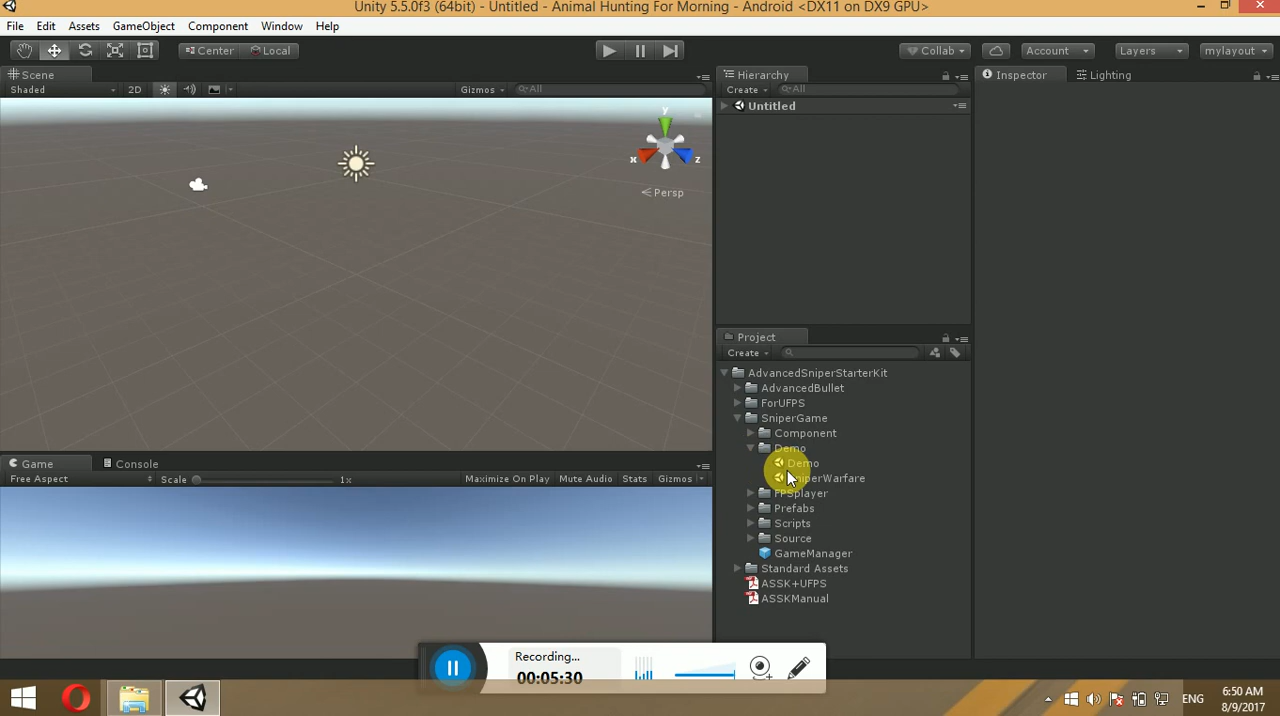 Unity 5.5.0f3 (64bit) - Untitled - Animal Hunting For Morning - Android <DX11 on DX9 GPU>
File Edit Assets GameObject Component Window Help
Center Local Collab Account Layers mylayout
Scene Hierarchy Inspector Lighting
Shaded 2D Gizmos All Create All
Untitled
y
x z
Persp
Project
Create
AdvancedSniperStarterKit
AdvancedBullet
ForUFPS
SniperGame
Component
Demo
Demo
SniperWarfare
FPSplayer
Prefabs
Scripts
Source
GameManager
Standard Assets
ASSK+UFPS
ASSKManual
Game Console
Free Aspect Scale 1x Maximize On Play Mute Audio Stats Gizmos
Recording...
00:05:30
ENG 6:50 AM
8/9/2017